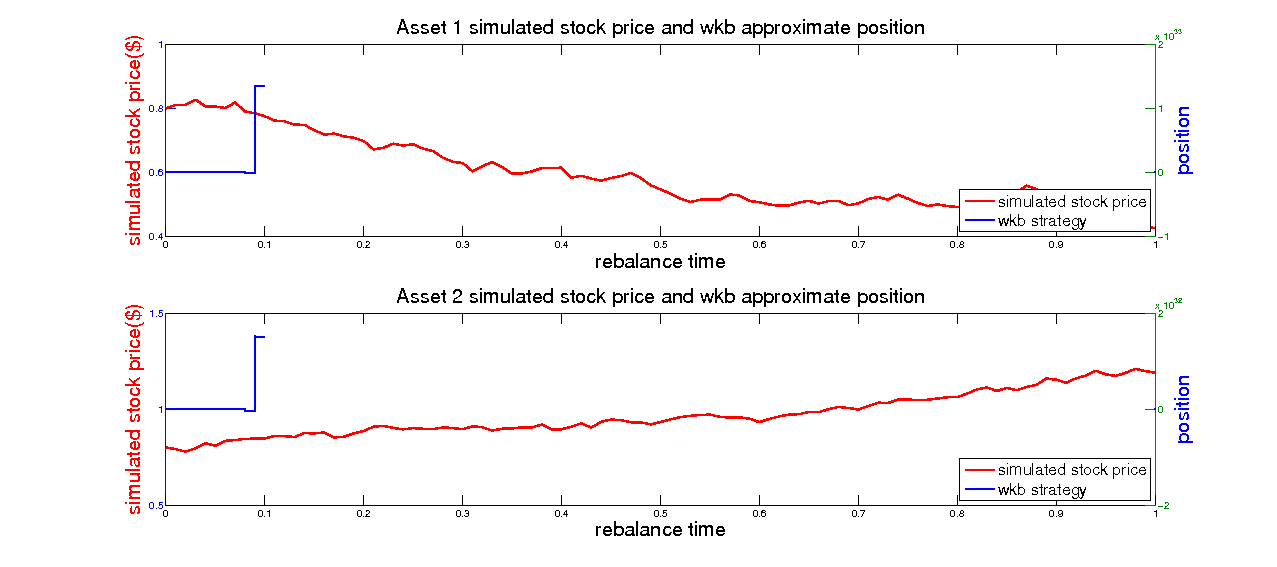 Asset 1 simulated stock price and wkb approximate position
x 10^33
simulated stock price($)
1
0.8
0.6
0.4
2
1
0
-1
position
simulated stock price
wkb strategy
0 0.1 0.2 0.3 0.4 0.5 0.6 0.7 0.8 0.9 1
rebalance time
Asset 2 simulated stock price and wkb approximate position
x 10^32
simulated stock price($)
1.5
1
0.5
2
0
-2
position
simulated stock price
wkb strategy
0 0.1 0.2 0.3 0.4 0.5 0.6 0.7 0.8 0.9 1
rebalance time